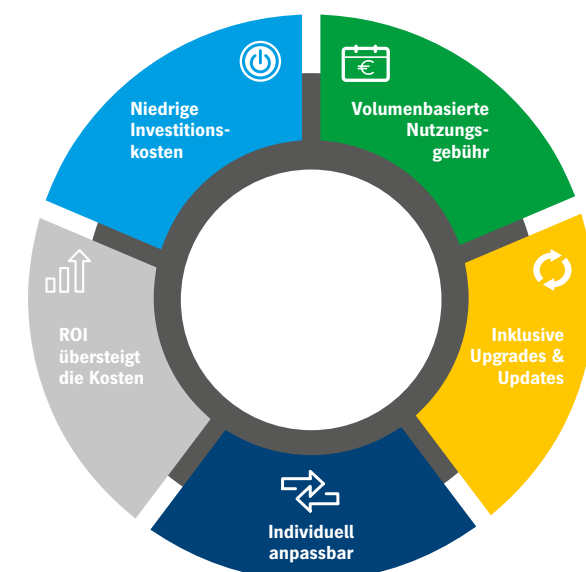 Niedrige
Investitions-
kosten
€
Volumenbasierte
Nutzungs-
gebühr
Inklusive
Upgrades &
Updates
Individuell
anpassbar
ROI
übersteigt
die Kosten